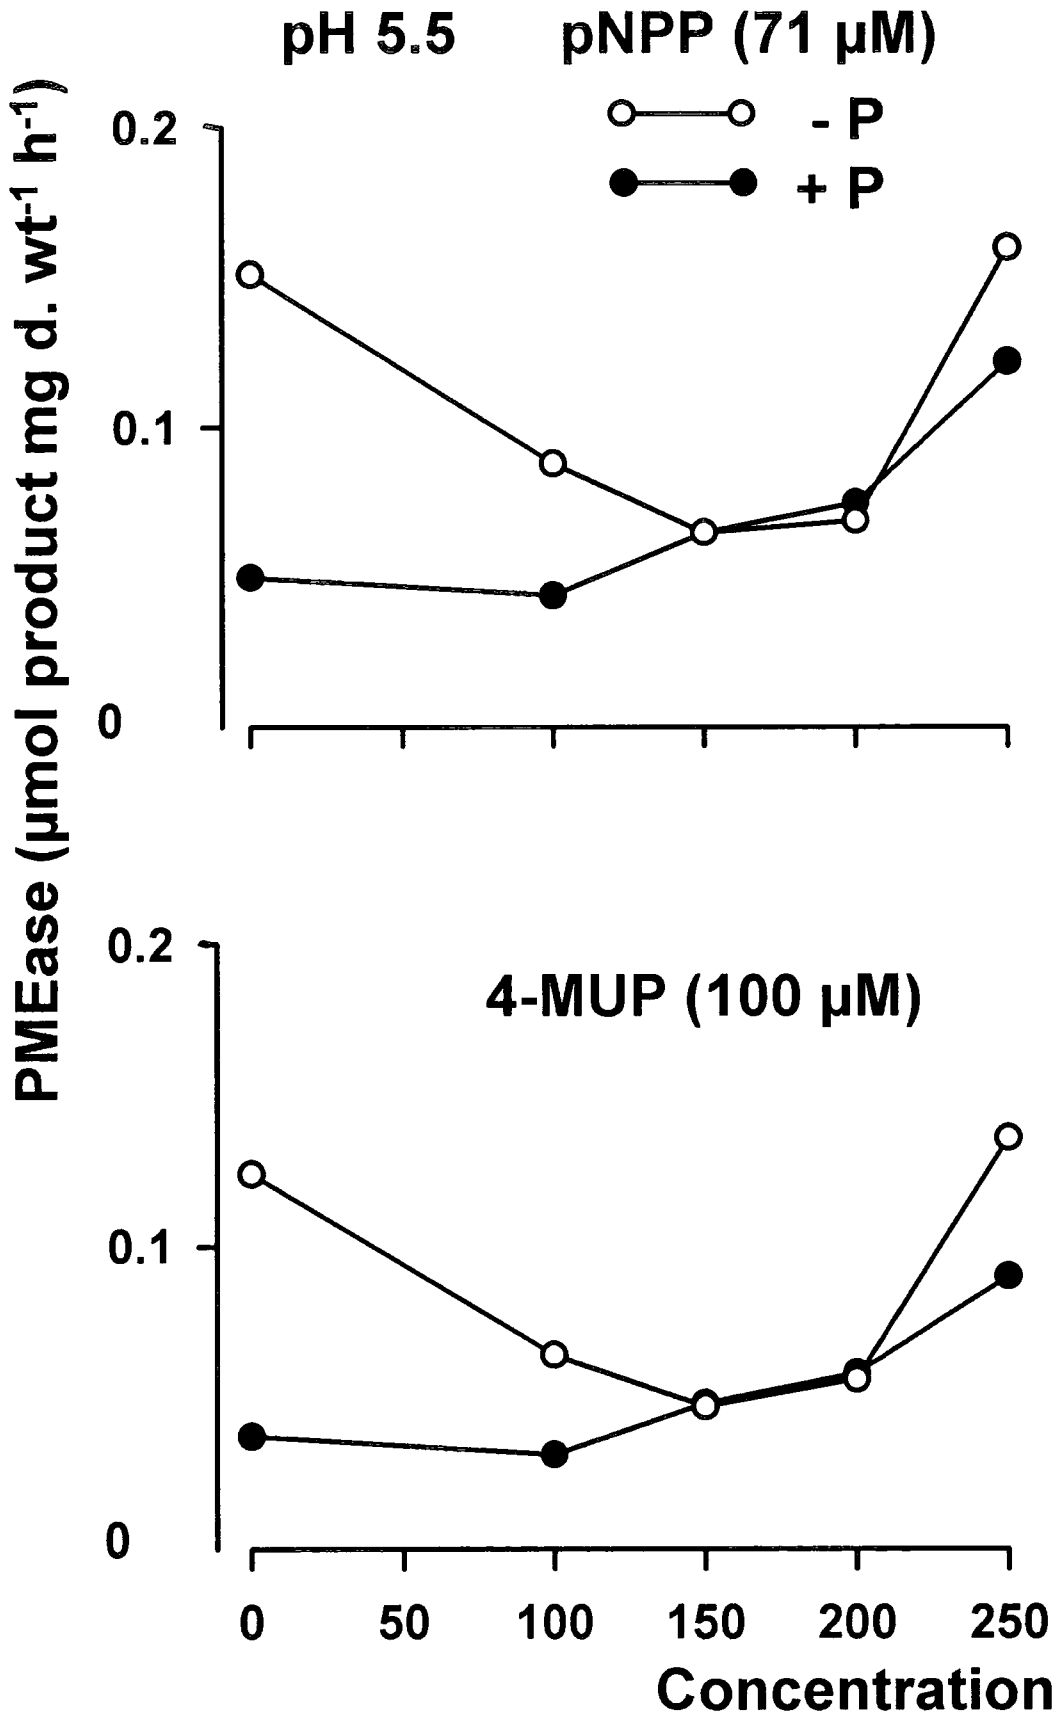 pH 5.5 pNPP (71 µM)
- P
+ P
PMEase (µmol product mg d. wt-1 h-1)
0.2
0.1
0
4-MUP (100 µM)
0.2
0.1
0
0 50 100 150 200 250
Concentration